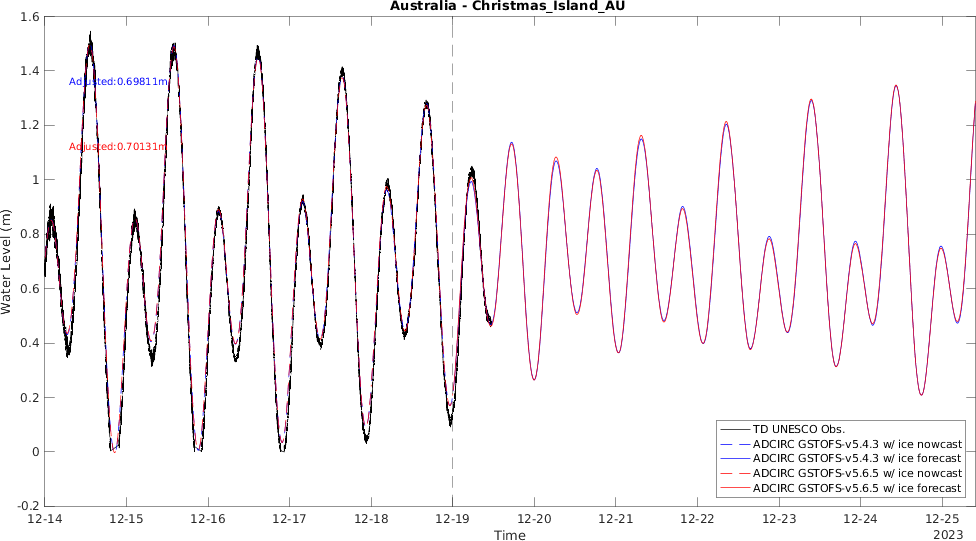 Australia - Christmas_Island_AU
1.6
1.4
1.2
1
0.8
0.6
0.4
0.2
0
-0.2
Water Level (m)
Adjusted:0.69811m
Adjusted:0.70131m
TD UNESCO Obs.
ADCIRC GSTOFS-v5.4.3 w/ ice nowcast
ADCIRC GSTOFS-v5.4.3 w/ ice forecast
ADCIRC GSTOFS-v5.6.5 w/ ice nowcast
ADCIRC GSTOFS-v5.6.5 w/ ice forecast
12-14 12-15 12-16 12-17 12-18 12-19 12-20 12-21 12-22 12-23 12-24 12-25
Time
2023